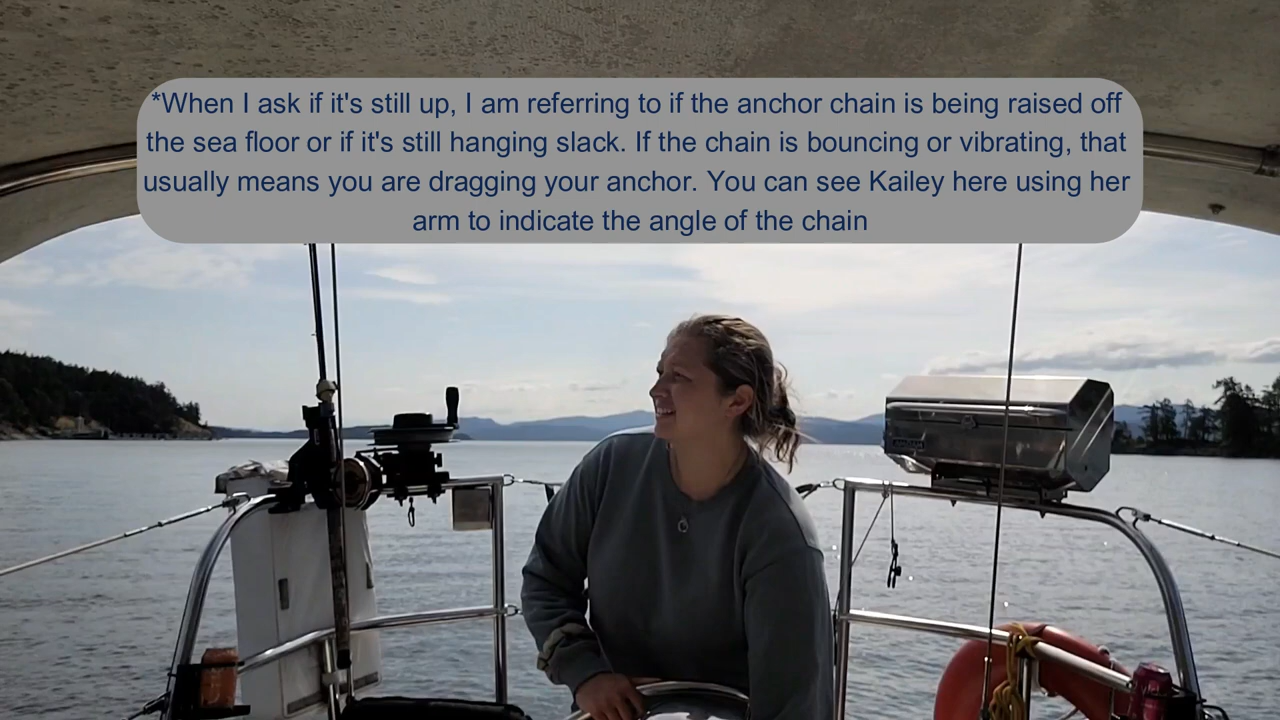 *When I ask if it's still up, I am referring to if the anchor chain is being raised off
the sea floor or if it's still hanging slack. If the chain is bouncing or vibrating, that
usually means you are dragging your anchor. You can see Kailey here using her
arm to indicate the angle of the chain